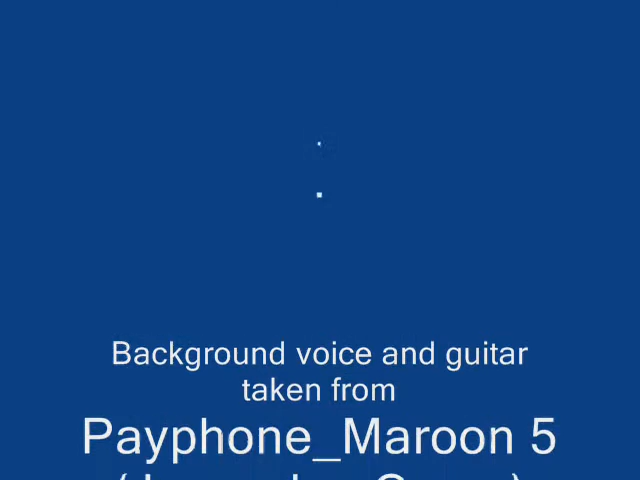 .
.
Background voice and guitar
taken from
Payphone_Maroon 5